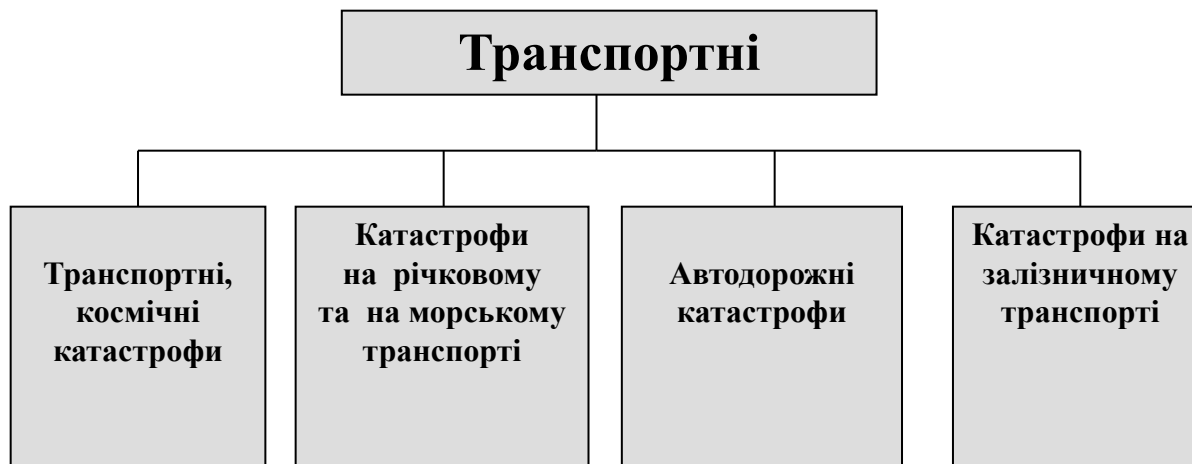 Транспортні
Транспортні,
космічні
катастрофи
Катастрофи
на річковому
та на морському
транспорті
Автодорожні
катастрофи
Катастрофи на
залізничному
транспорті